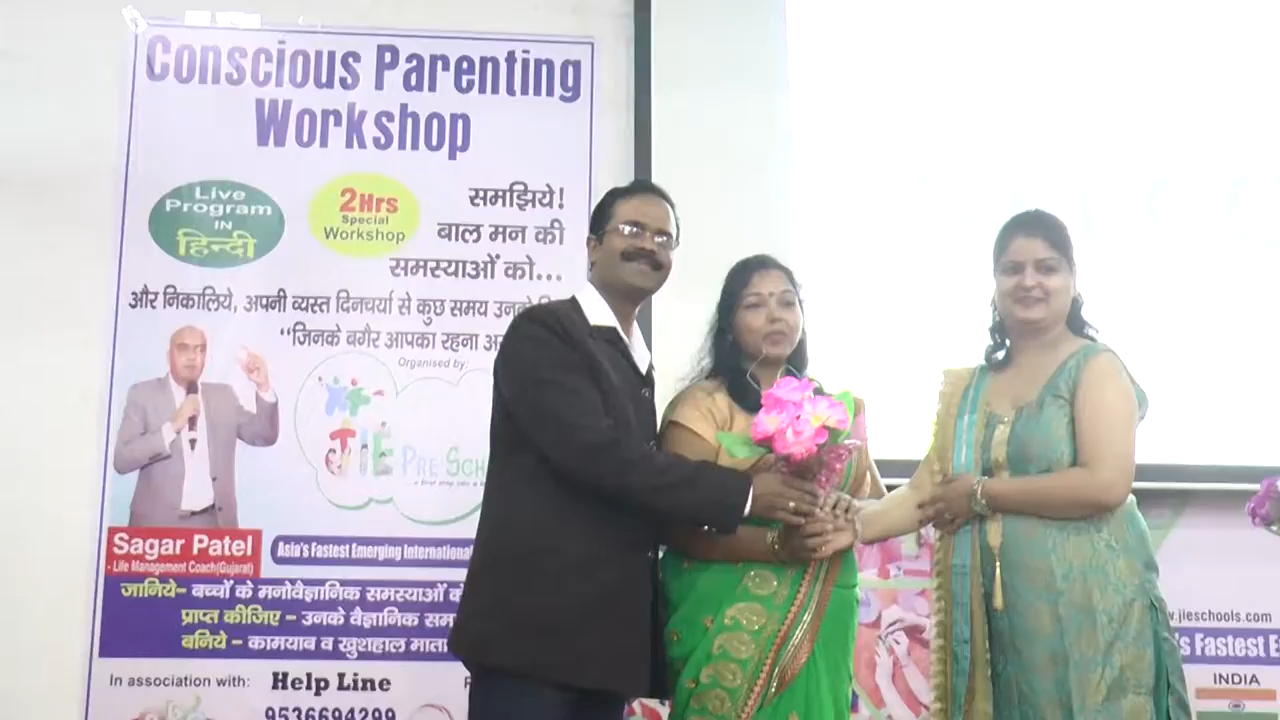 Conscious Parenting
Workshop
Live
Program
IN
हिन्दी
2Hrs
Special
Workshop
समझिये!
बाल मन की
समस्याओं को...
और निकालिये, अपनी व्यस्त दिनचर्या से कुछ समय
“जिनके बगैर आपका रहना
Organised by:
JIE PRE
Sagar Patel
- Life Management Coach(Gujarat)
Asia's Fastest Emerging International
जानिये- बच्चों के मनोवैज्ञानिक समस्याओं
प्राप्त कीजिए - उनके वैज्ञानिक
बनिये - कामयाब व खुशहाल
In association with:
Help Line
9536694299
.jieschools.com
's Fastest
INDIA